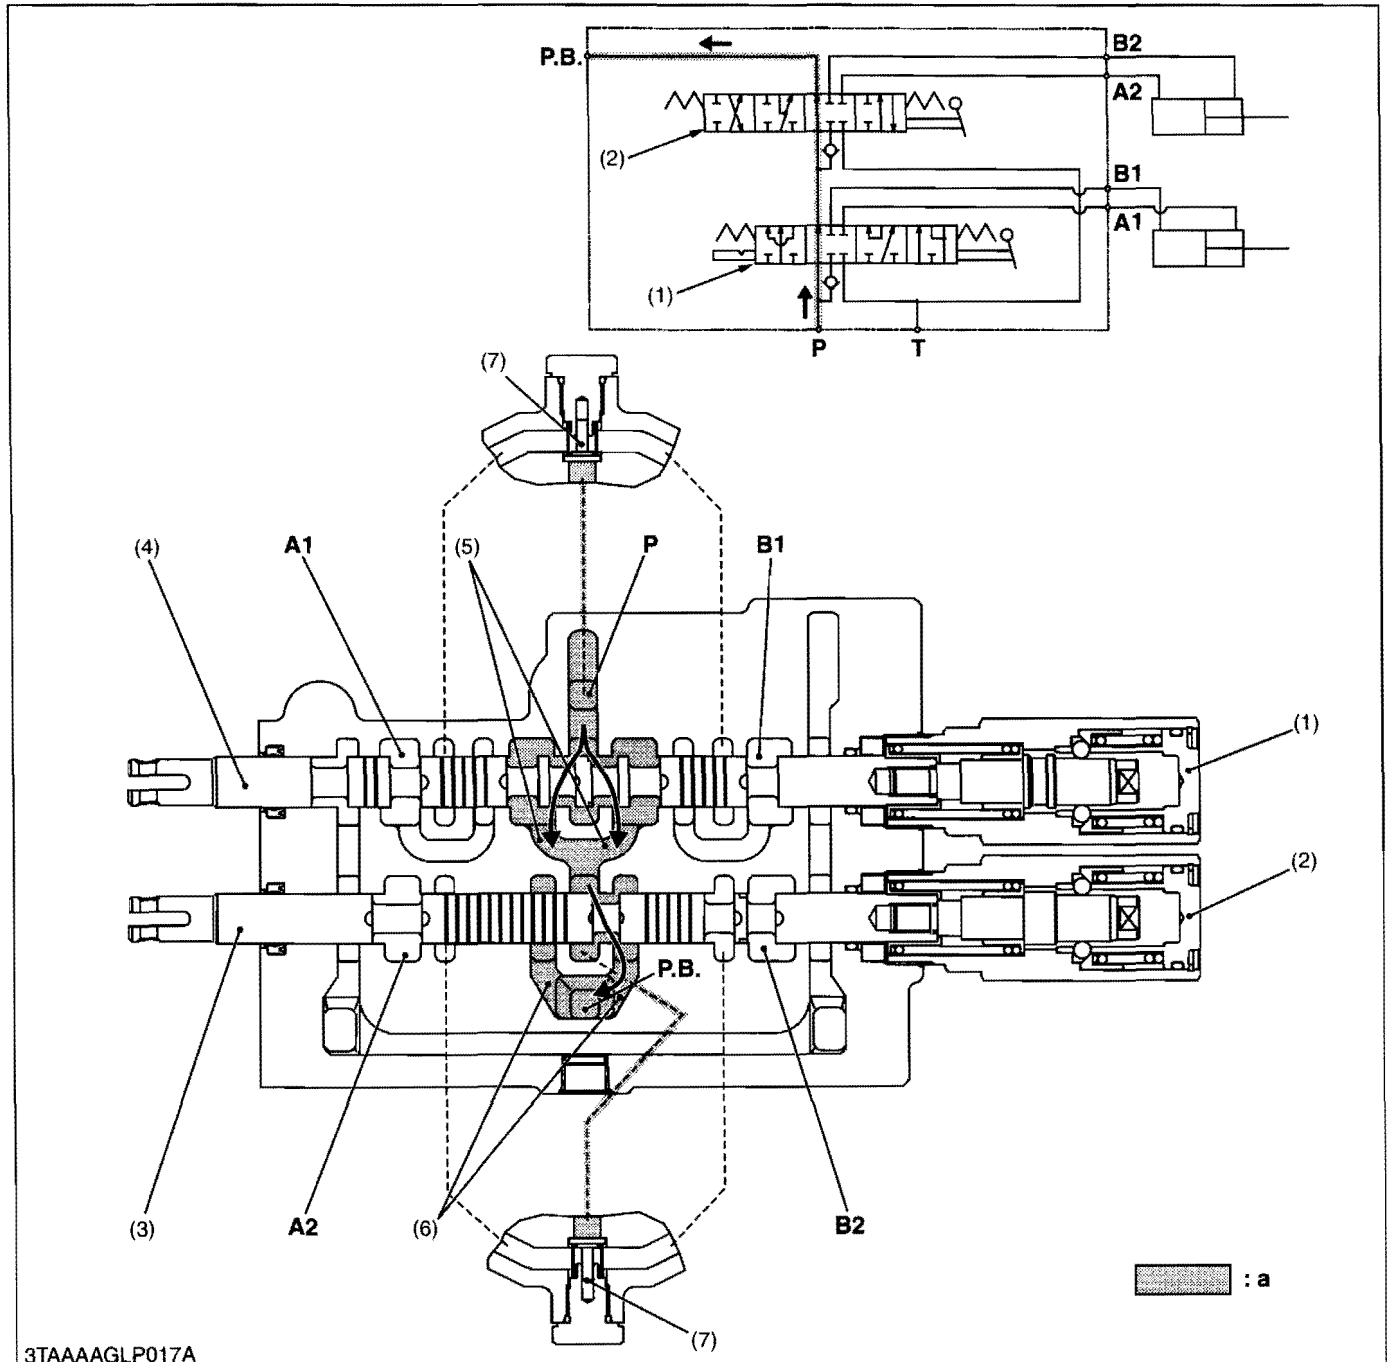 B2
P.B.
A2
(2)
B1
A1
(1)
P
T
(7)
(4)
A1
(5)
P
B1
(1)
(2)
P.B.
(3)
A2
(6)
B2
: a
(7)
3TAAAAGLP017A